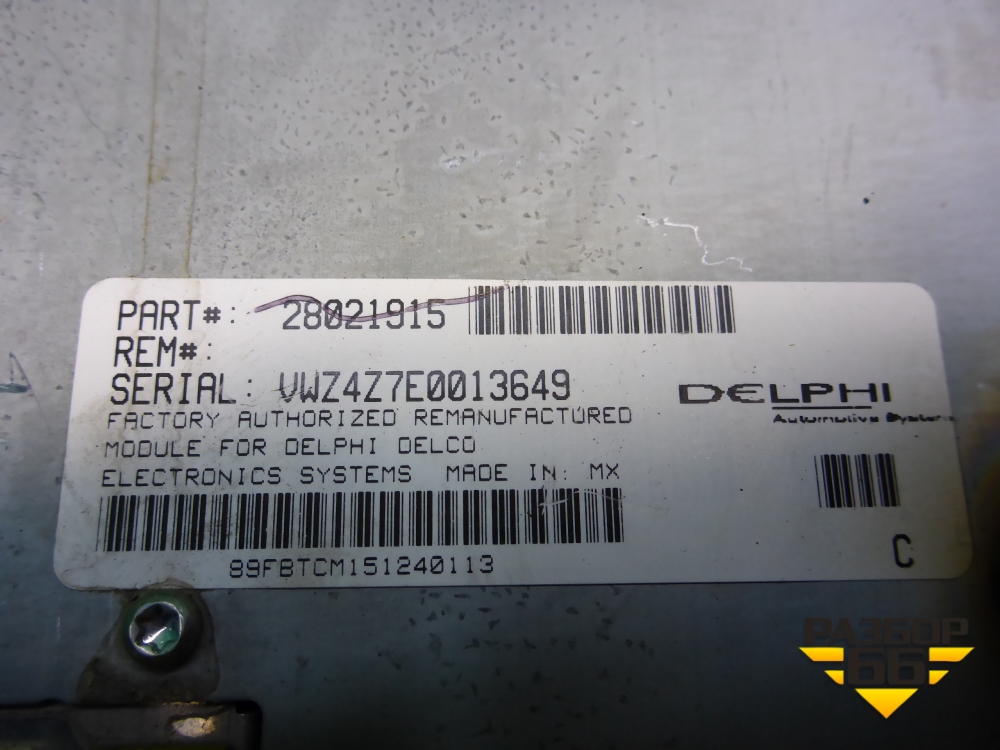 PART#: 28021915
REM#:
SERIAL: VWZ4Z7E0013649
FACTORY AUTHORIZED REMANUFACTURED
MODULE FOR DELPHI DELCO
ELECTRONICS SYSTEMS MADE IN: MX
DELPHI
Automotive Systems
89FBTCM151240113
C
РАЗБОР
66